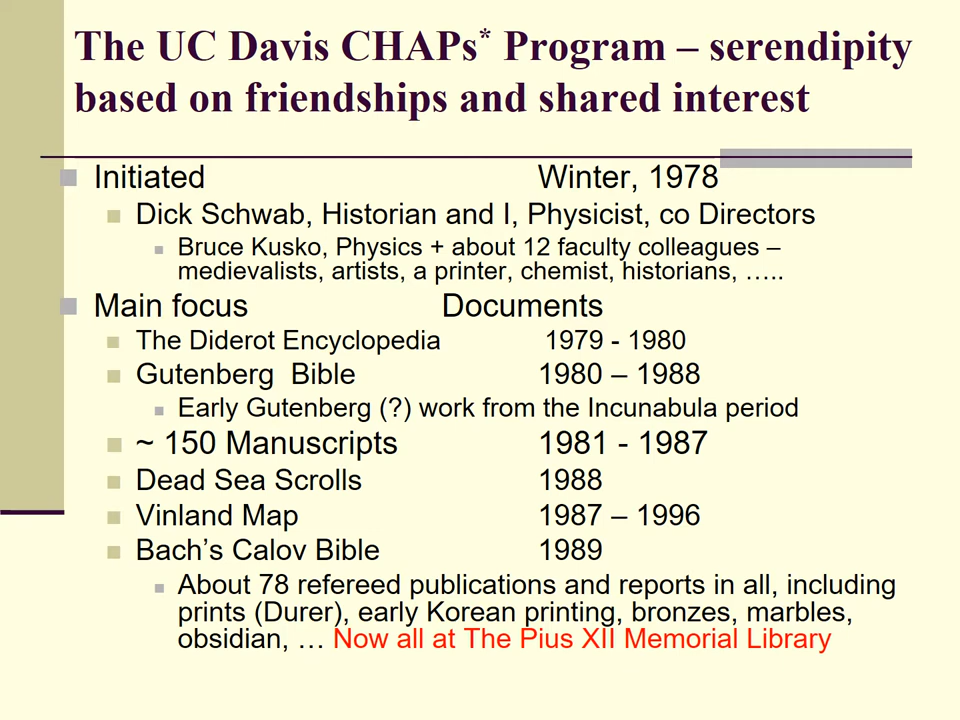 The UC Davis CHAPs* Program – serendipity
based on friendships and shared interest
Initiated Winter, 1978
Dick Schwab, Historian and I, Physicist, co Directors
Bruce Kusko, Physics + about 12 faculty colleagues –
medievalists, artists, a printer, chemist, historians, …..
Main focus Documents
The Diderot Encyclopedia 1979 - 1980
Gutenberg Bible 1980 – 1988
Early Gutenberg (?) work from the Incunabula period
~ 150 Manuscripts 1981 - 1987
Dead Sea Scrolls 1988
Vinland Map 1987 – 1996
Bach's Calov Bible 1989
About 78 refereed publications and reports in all, including
prints (Durer), early Korean printing, bronzes, marbles,
obsidian, … Now all at The Pius XII Memorial Library